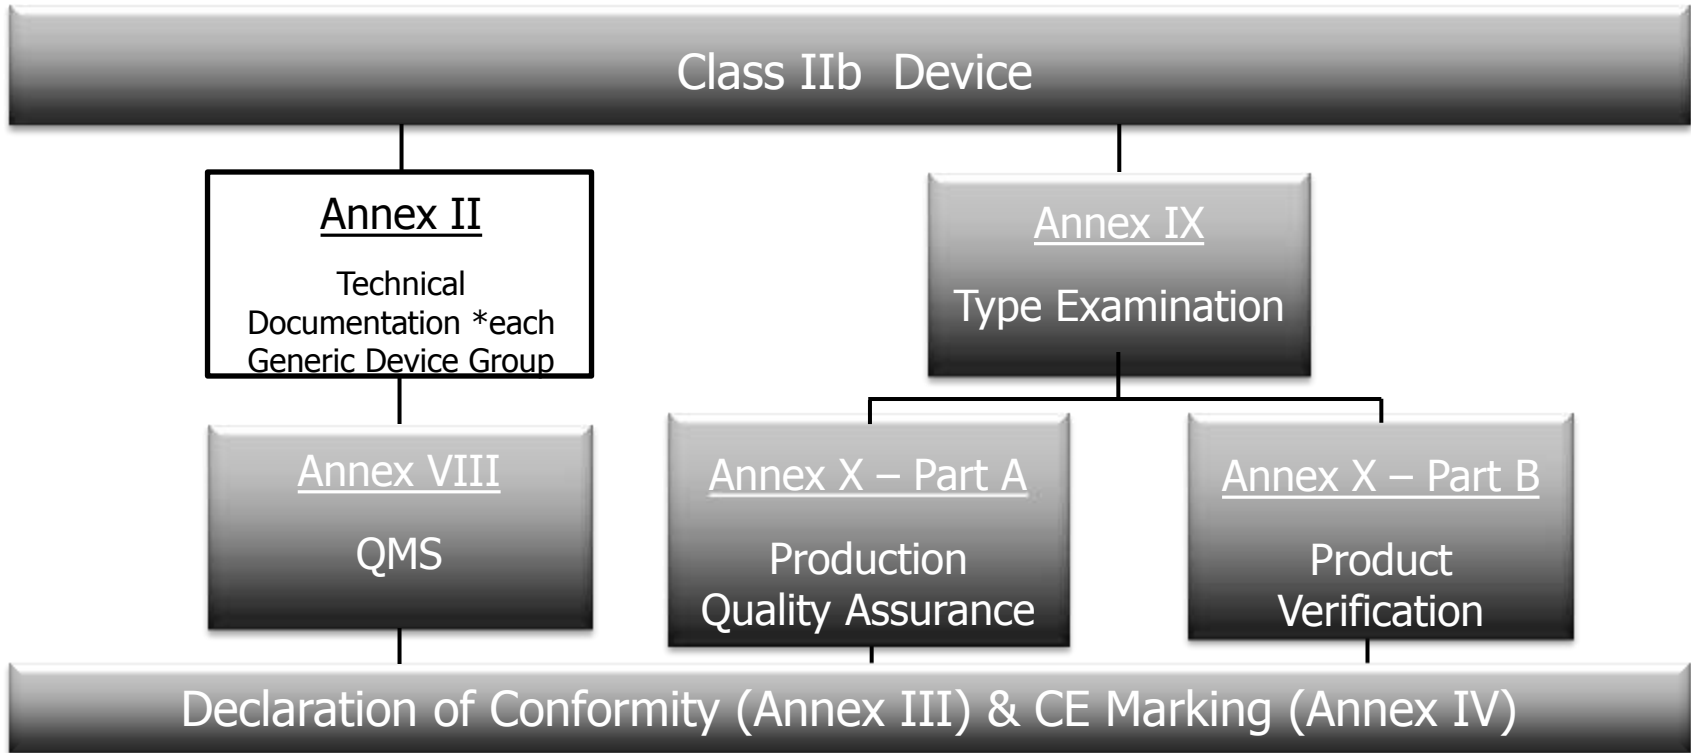 Class IIb Device
Annex II
Technical
Documentation *each
Generic Device Group
Annex IX
Type Examination
Annex VIII
QMS
Annex X – Part A
Production
Quality Assurance
Annex X – Part B
Product
Verification
Declaration of Conformity (Annex III) & CE Marking (Annex IV)